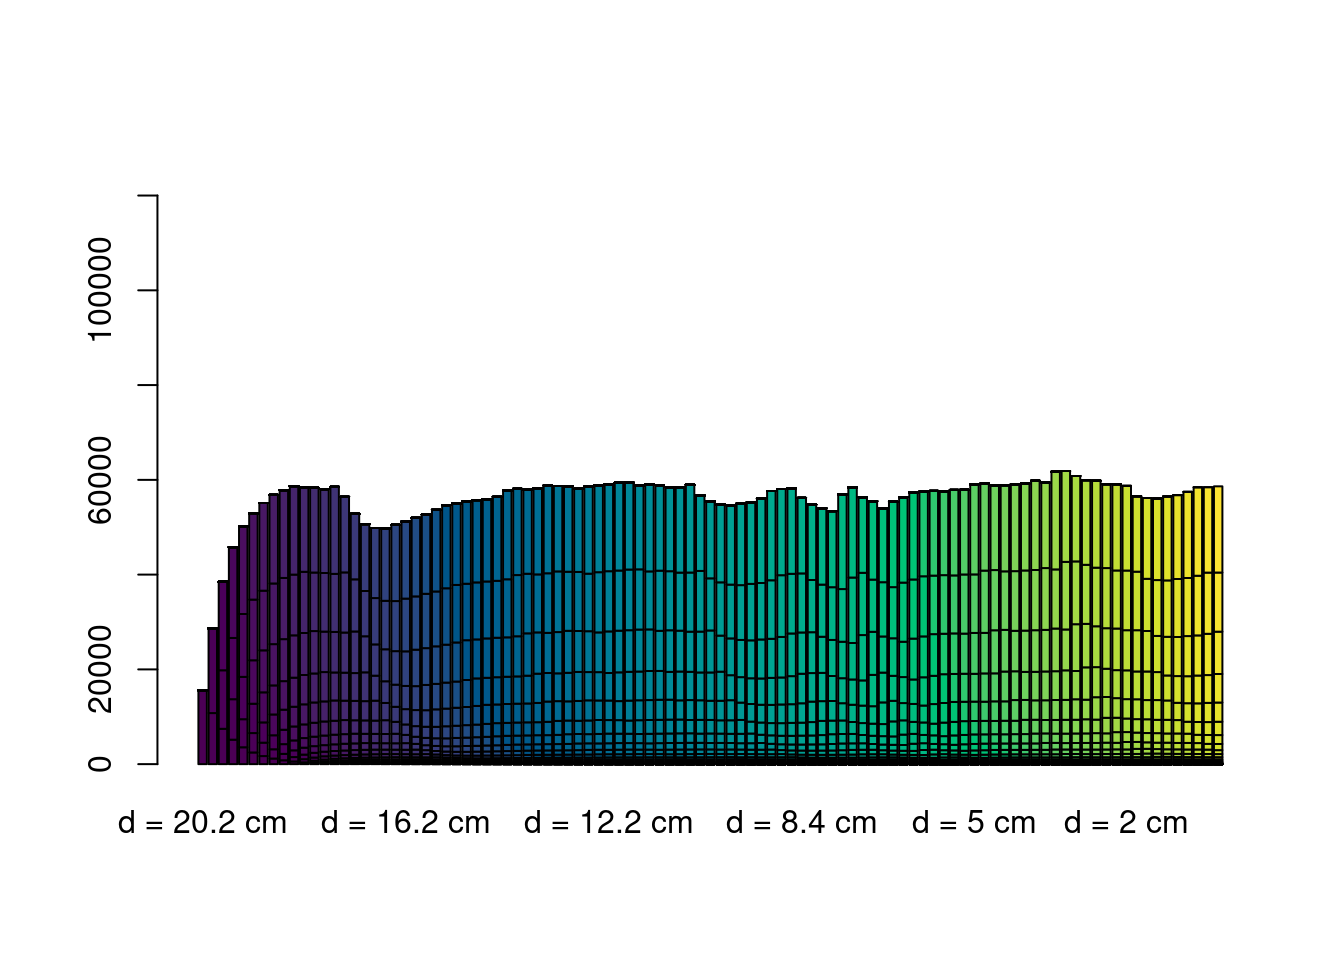 100000
60000
20000
0
d = 20.2 cm d = 16.2 cm d = 12.2 cm d = 8.4 cm d = 5 cm d = 2 cm